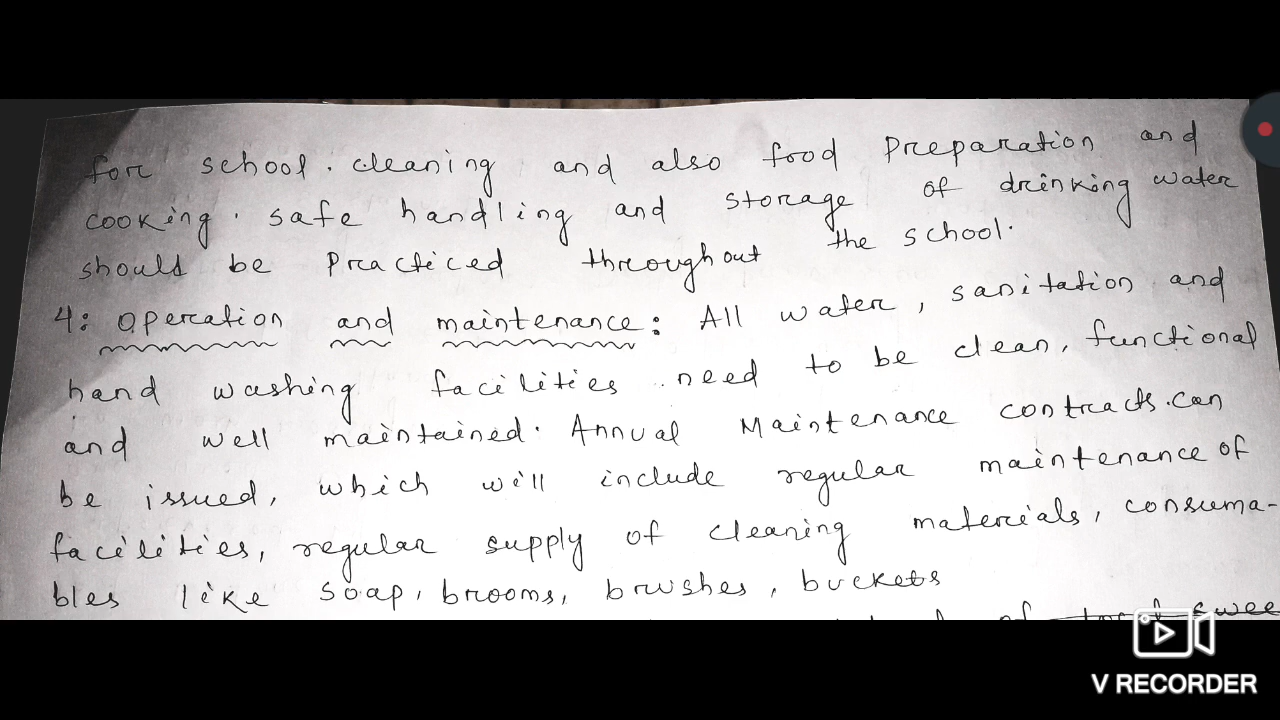 for school. cleaning and also food Preparation and
cooking. safe handling and storage of drinking water
should be Practiced throughout the school.
4: Operation and maintenance: All water, sanitation and
hand washing facilities need to be clean, functional
and well maintained. Annual Maintenance contracts can
be issued, which will include regular maintenance of
facilities, regular supply of cleaning materials, consuma-
bles like soap, brooms, brushes, buckets
of
V RECORDER